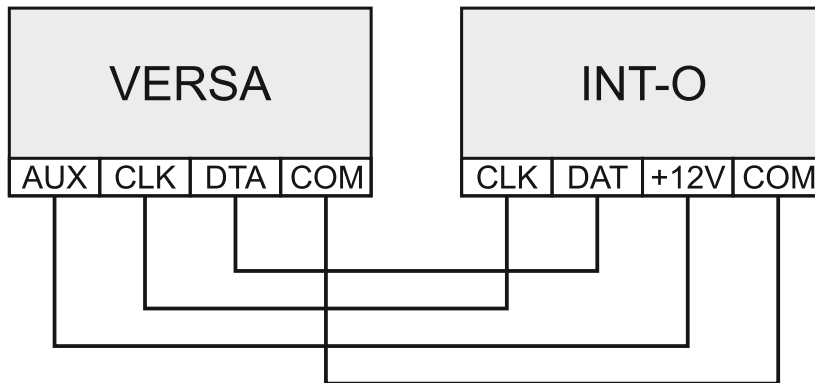 VERSA
INT-O
AUX CLK DTA COM
CLK DAT +12V COM